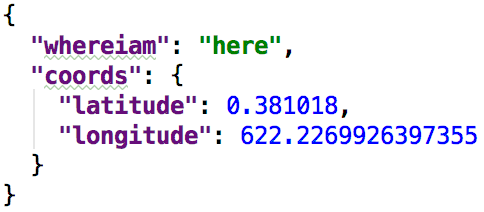 {
"whereiam": "here",
"coords": {
"latitude": 0.381018,
"longitude": 622.2269926397355
}
}